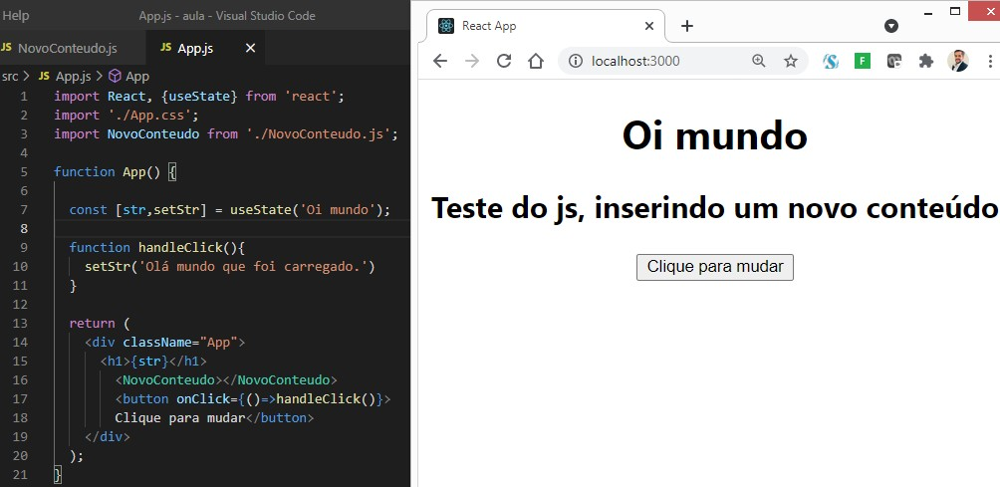 Help
App.js - aula - Visual Studio Code
JS NovoConteudo.js
JS App.js
src > JS App.js > App
1 import React, {useState} from 'react';
2 import './App.css';
3 import NovoConteudo from './NovoConteudo.js';
4
5 function App() {
6
7 const [str,setStr] = useState('Oi mundo');
8
9 function handleClick(){
10 setStr('Olá mundo que foi carregado.')
11 }
12
13 return (
14 <div className="App">
15 <h1>{str}</h1>
16 <NovoConteudo></NovoConteudo>
17 <button onClick={()=>handleClick()}>
18 Clique para mudar</button>
19 </div>
20 );
21 }
React App
localhost:3000
S
F
Oi mundo
Teste do js, inserindo um novo conteúdo
Clique para mudar